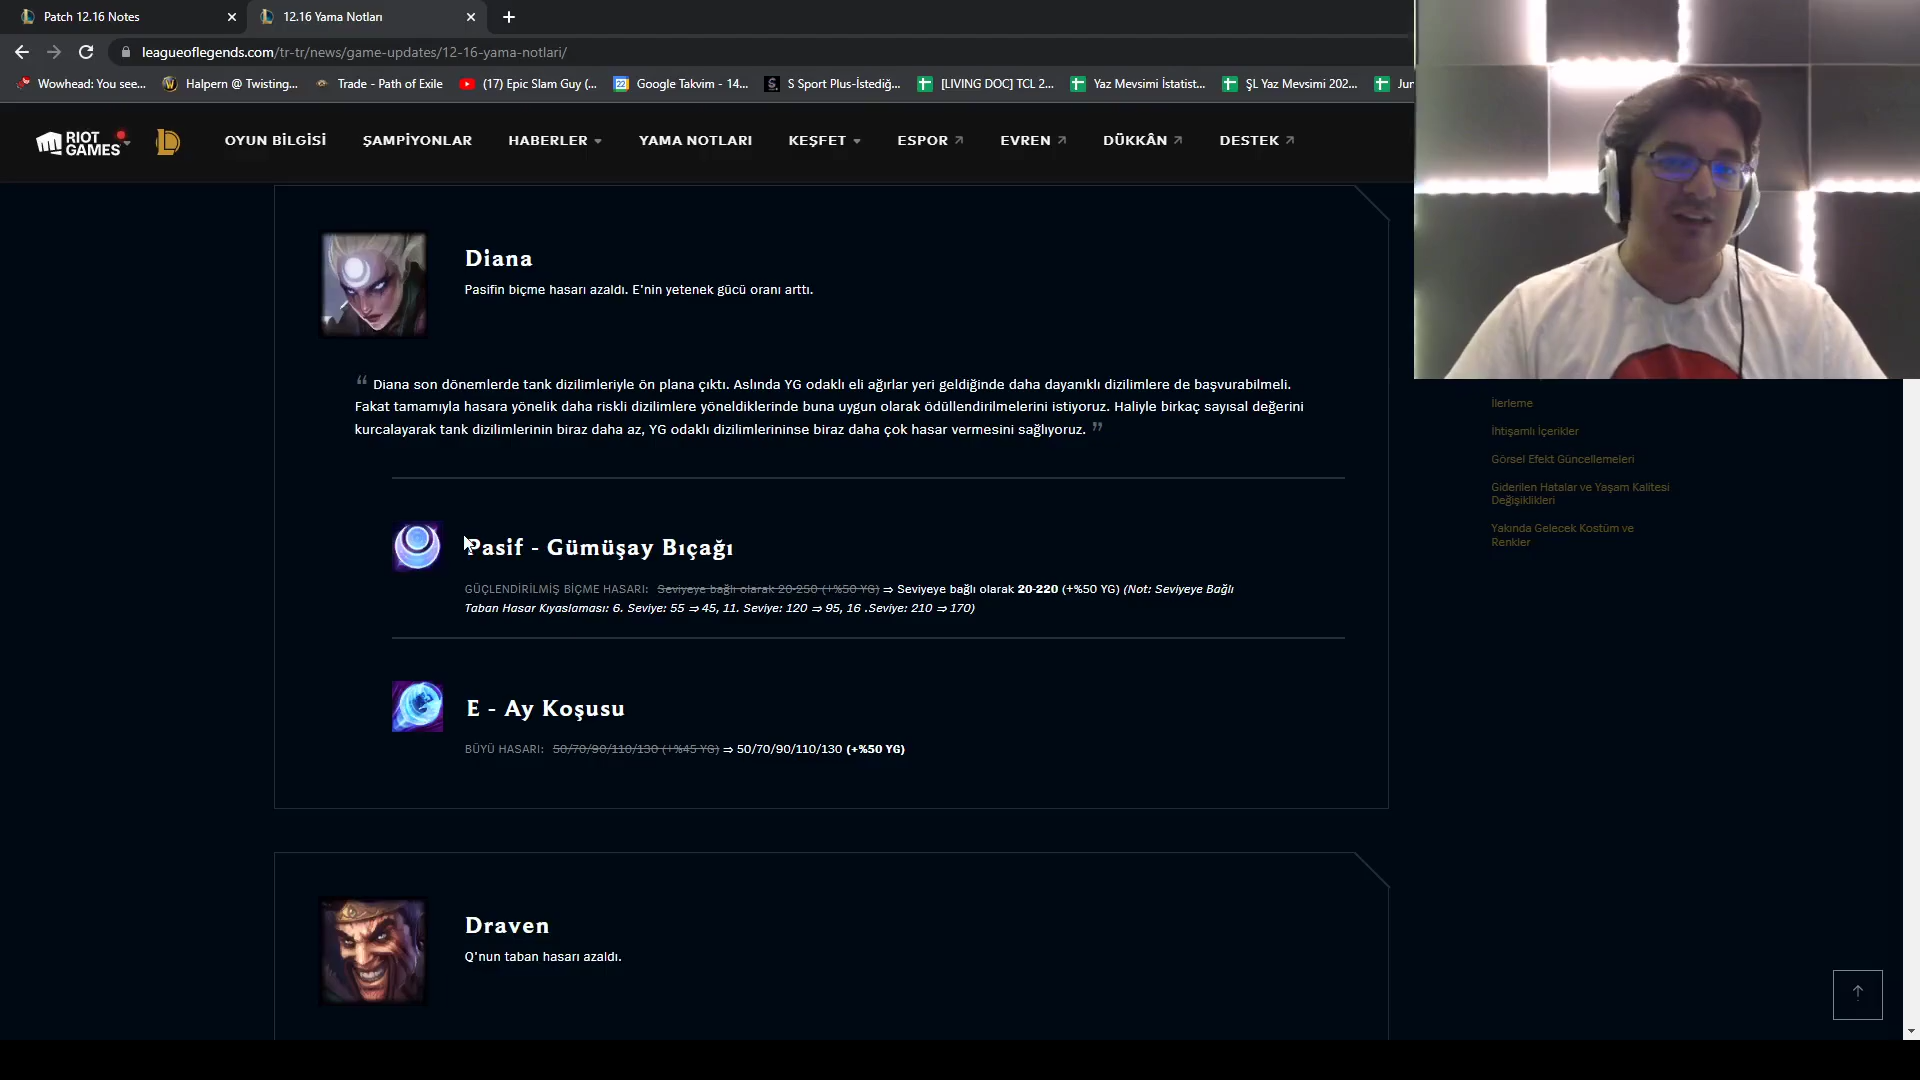 Patch 12.16 Notes
12.16 Yama Notları
leagueoflegends.com/tr-tr/news/game-updates/12-16-yama-notlari/
Wowhead: You see...
Halpern @ Twisting...
Trade - Path of Exile
(17) Epic Slam Guy (...
Google Takvim - 14...
S Sport Plus-İstediğ...
[LIVING DOC] TCL 2...
Yaz Mevsimi İstatist...
ŞL Yaz Mevsimi 202...
Jur
RIOT GAMES
OYUN BİLGİSİ
ŞAMPİYONLAR
HABERLER
YAMA NOTLARI
KEŞFET
ESPOR
EVREN
DÜKKÂN
DESTEK
Diana
Pasifin biçme hasarı azaldı. E'nin yetenek gücü oranı arttı.
“ Diana son dönemlerde tank dizilimleriyle ön plana çıktı. Aslında YG odaklı eli ağırlar yeri geldiğinde daha dayanıklı dizilimlere de başvurabilmeli.
Fakat tamamıyla hasara yönelik daha riskli dizilimlere yöneldiklerinde buna uygun olarak ödüllendirilmelerini istiyoruz. Haliyle birkaç sayısal değerini
kurcalayarak tank dizilimlerinin biraz daha az, YG odaklı dizilimlerininse biraz daha çok hasar vermesini sağlıyoruz. ”
Pasif - Gümüşay Bıçağı
GÜÇLENDİRİLMİŞ BİÇME HASARI: Seviyeye bağlı olarak 20-250 (+%50 YG) ⇒ Seviyeye bağlı olarak 20-220 (+%50 YG) (Not: Seviyeye Bağlı
Taban Hasar Kıyaslaması: 6. Seviye: 55 ⇒ 45, 11. Seviye: 120 ⇒ 95, 16 .Seviye: 210 ⇒ 170)
E - Ay Koşusu
BÜYÜ HASARI: 50/70/90/110/130 (+%45 YG) ⇒ 50/70/90/110/130 (+%50 YG)
Draven
Q'nun taban hasarı azaldı.
İlerleme
İhtişamlı İçerikler
Görsel Efekt Güncellemeleri
Giderilen Hatalar ve Yaşam Kalitesi
Değişiklikleri
Yakında Gelecek Kostüm ve
Renkler